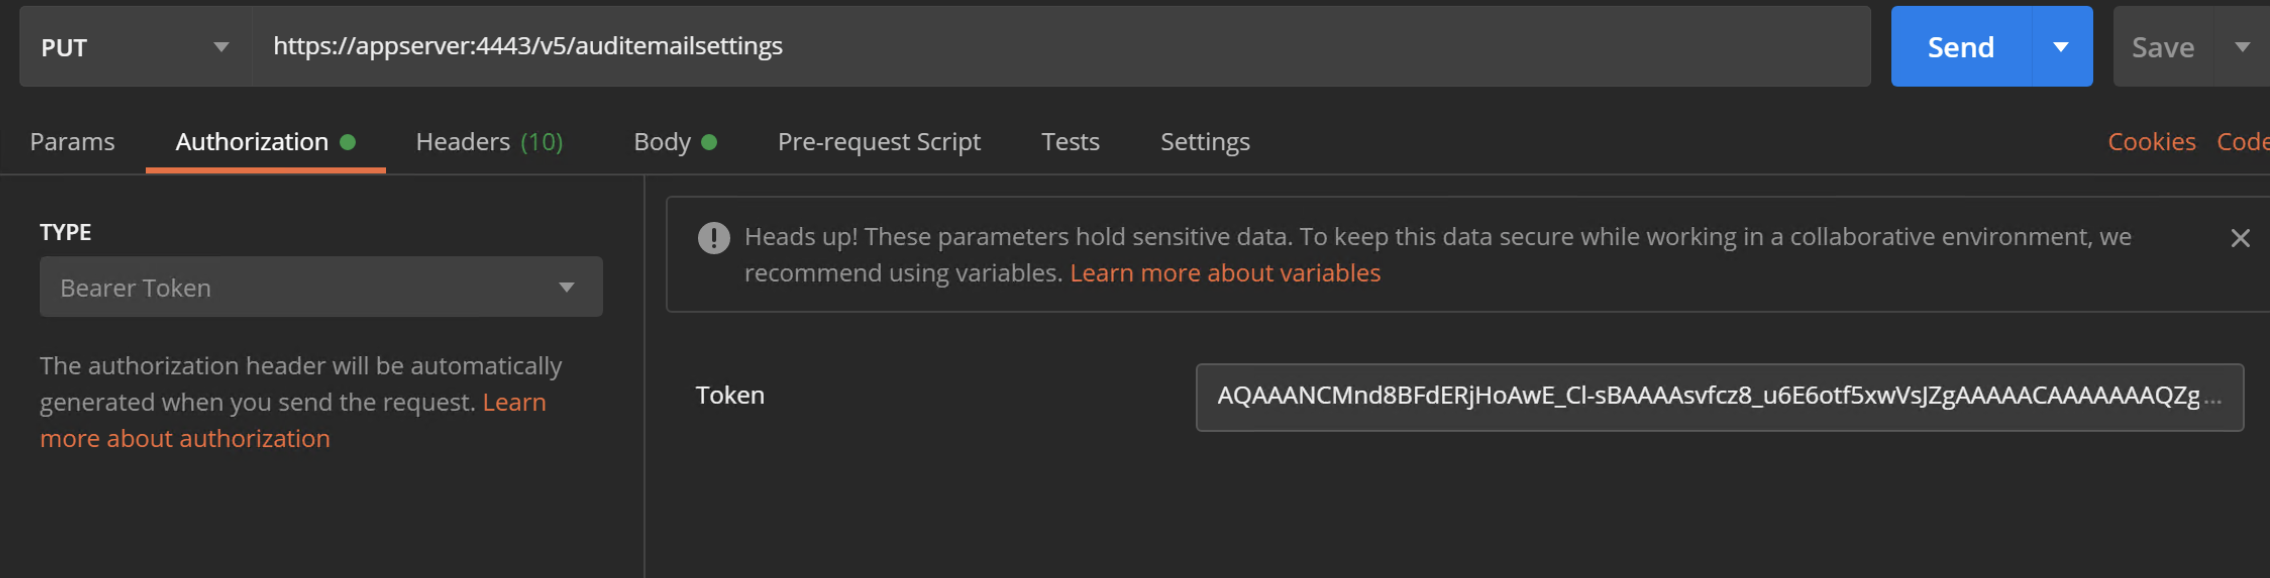 PUT https://appserver:4443/v5/auditemailsettings Send Save
Params Authorization Headers (10) Body Pre-request Script Tests Settings Cookies Code
TYPE
Bearer Token
The authorization header will be automatically
generated when you send the request. Learn
more about authorization
Heads up! These parameters hold sensitive data. To keep this data secure while working in a collaborative environment, we
recommend using variables. Learn more about variables
Token AQAAANCMnd8BFdERjHoAwE_Cl-sBAAAAsvfcz8_u6E6otf5xwVsJZgAAAAACAAAAAAAQZg...